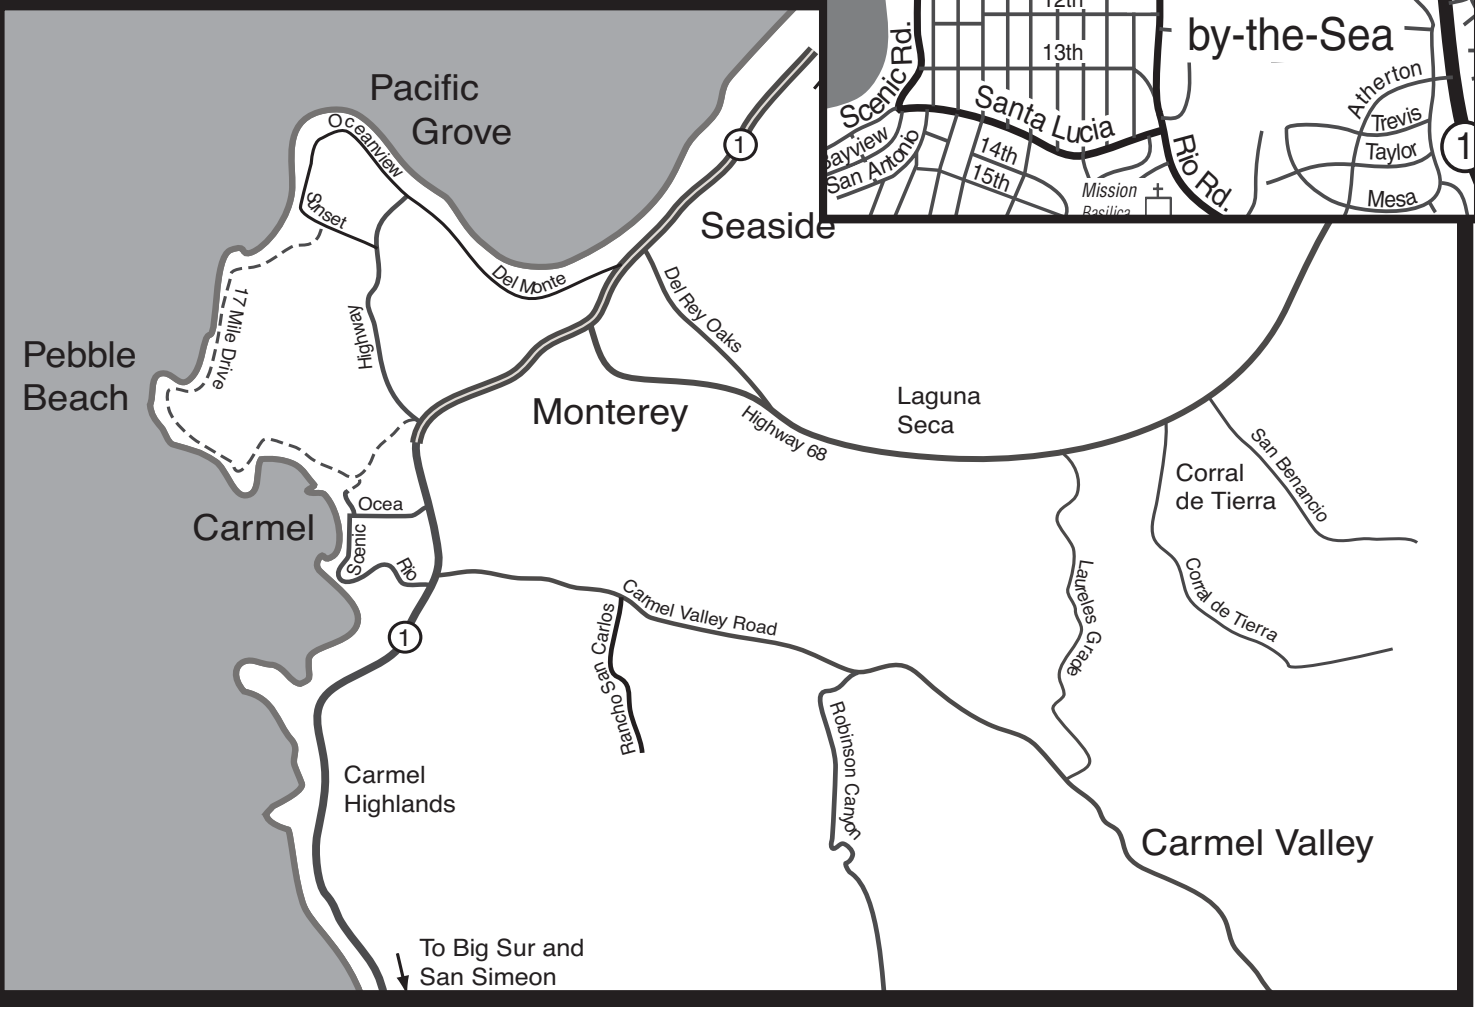 Pacific
Grove
Oceanview
Sunset
17 Mile Drive
Highway
Del Monte
1
Seaside
Del Rey Oaks
Pebble
Beach
Monterey
Highway 68
Laguna
Seca
Corral
de Tierra
San Benancio
Corral de Tierra
Laureles Grade
Carmel
Ocea
Scenic
Rio
1
Carmel Valley Road
Rancho San Carlos
Robinson Canyon
Carmel
Highlands
Carmel Valley
To Big Sur and
San Simeon
12th
13th
by-the-Sea
Scenic Rd.
Santa Lucia
Bayview
San Antonio
14th
15th
Mission
Basilica
Rio Rd.
Atherton
Trevis
Taylor
Mesa
1